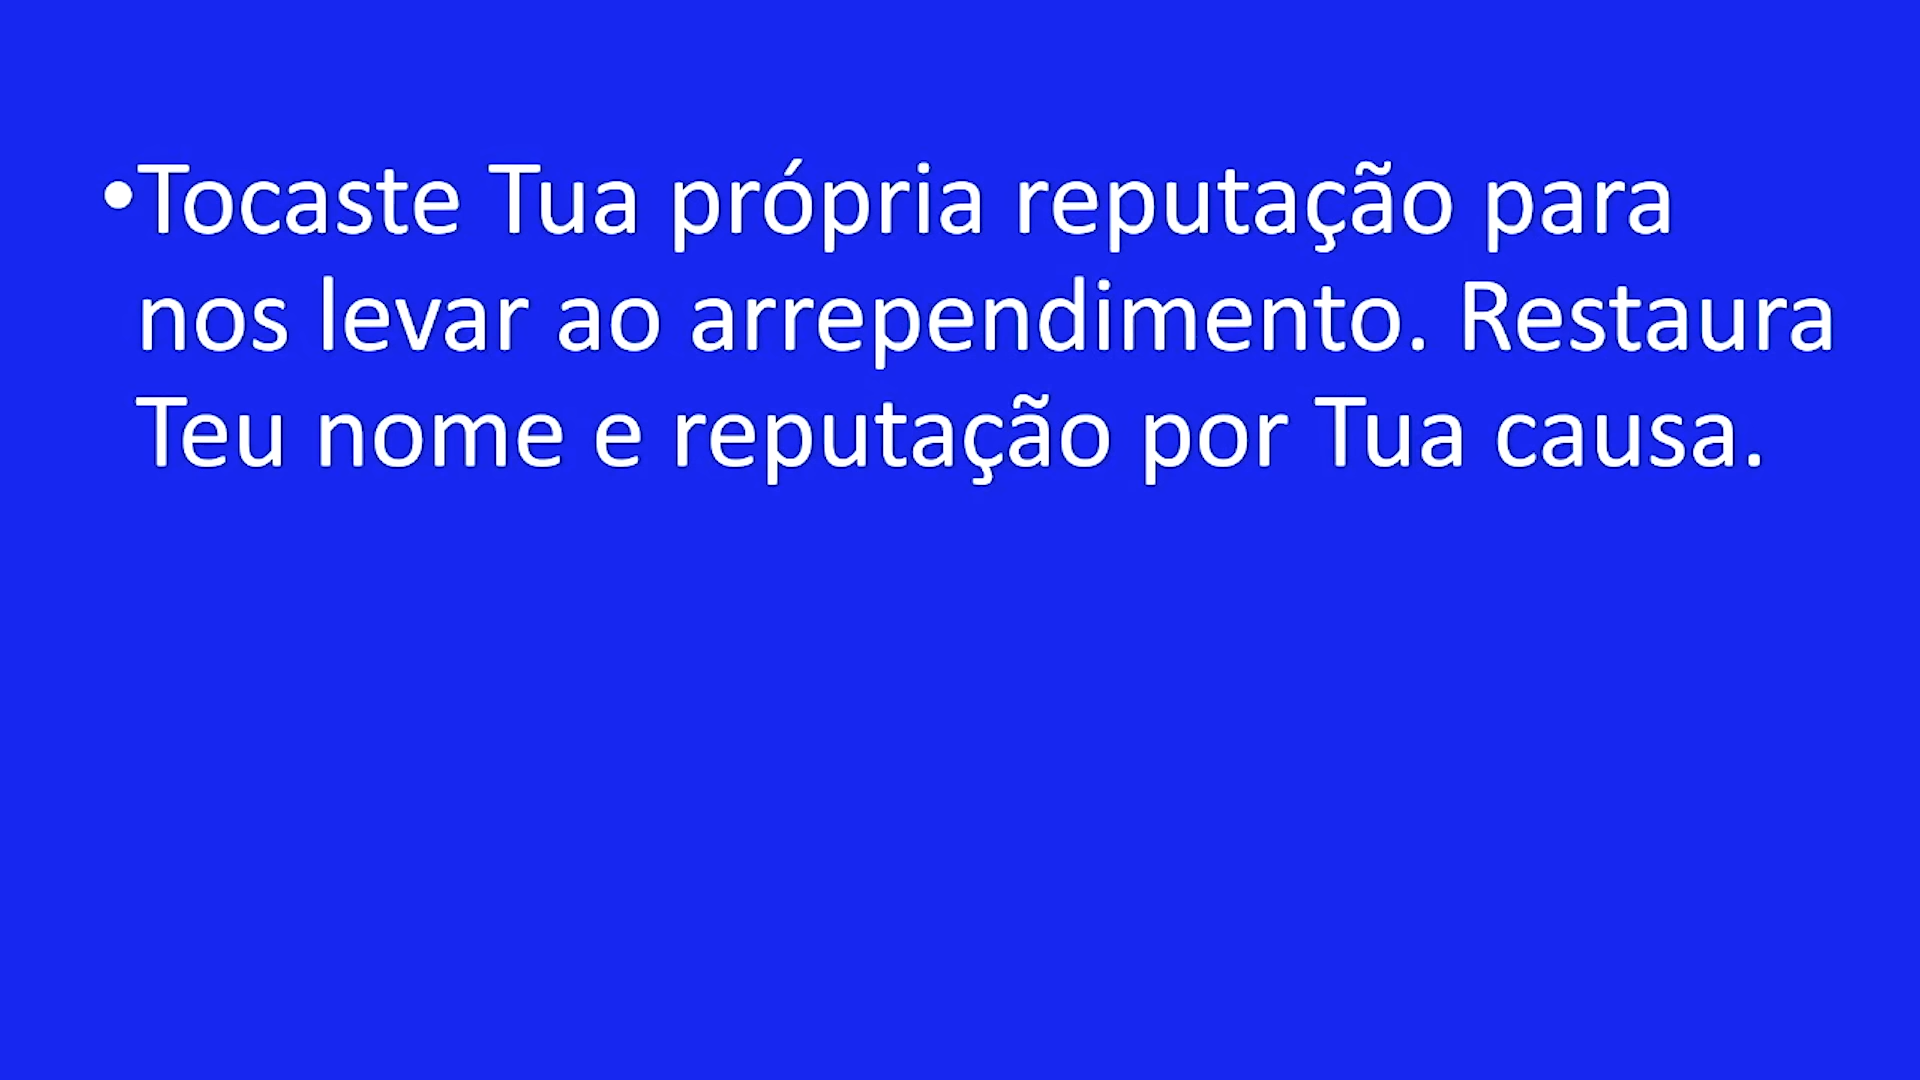 •Tocaste Tua própria reputação para
nos levar ao arrependimento. Restaura
Teu nome e reputação por Tua causa.